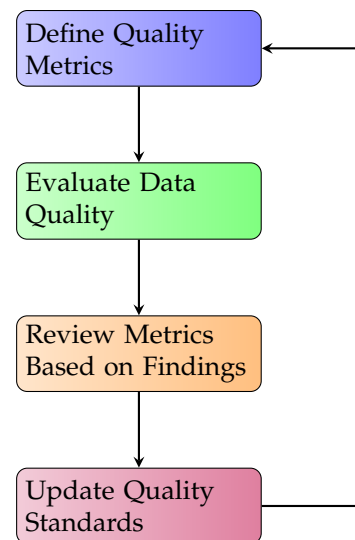 Define Quality
Metrics
Evaluate Data
Quality
Review Metrics
Based on Findings
Update Quality
Standards